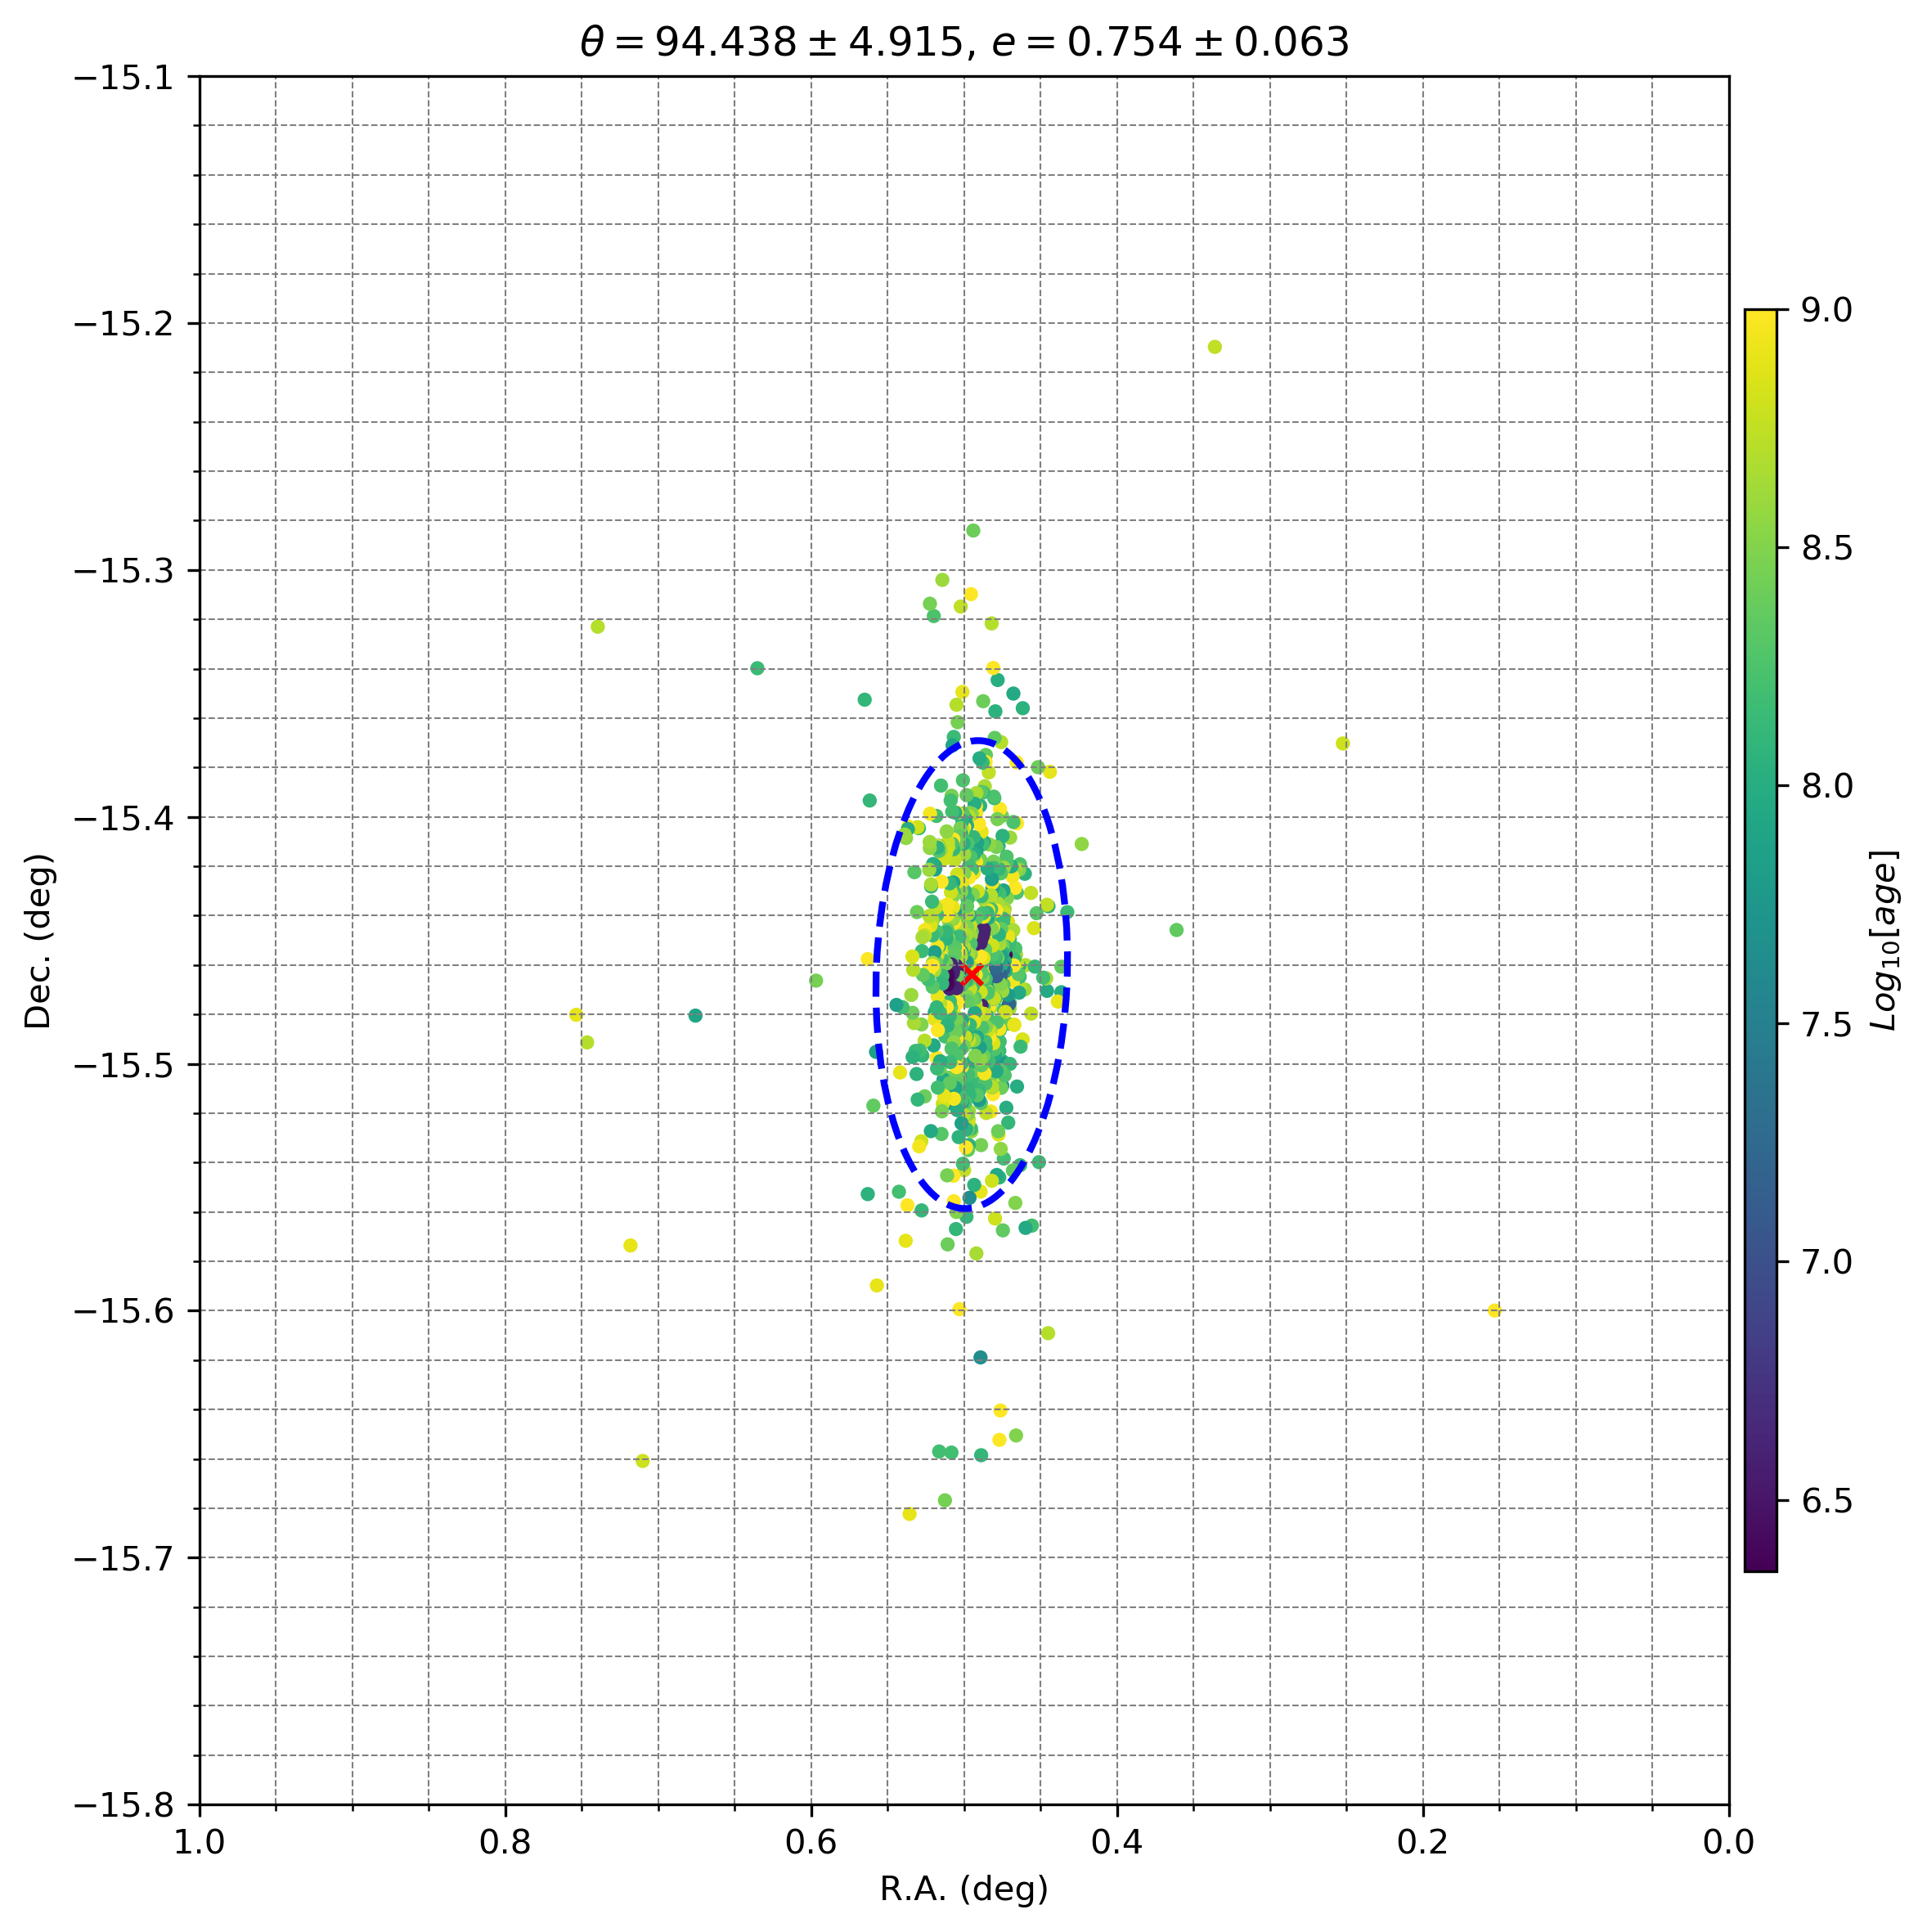 θ = 94.438 ± 4.915, e = 0.754 ± 0.063
−15.1
−15.2
−15.3
−15.4
−15.5
−15.6
−15.7
−15.8
Dec. (deg)
1.0 0.8 0.6 0.4 0.2 0.0
R.A. (deg)
9.0
8.5
8.0
7.5
7.0
6.5
Log₁₀[age]